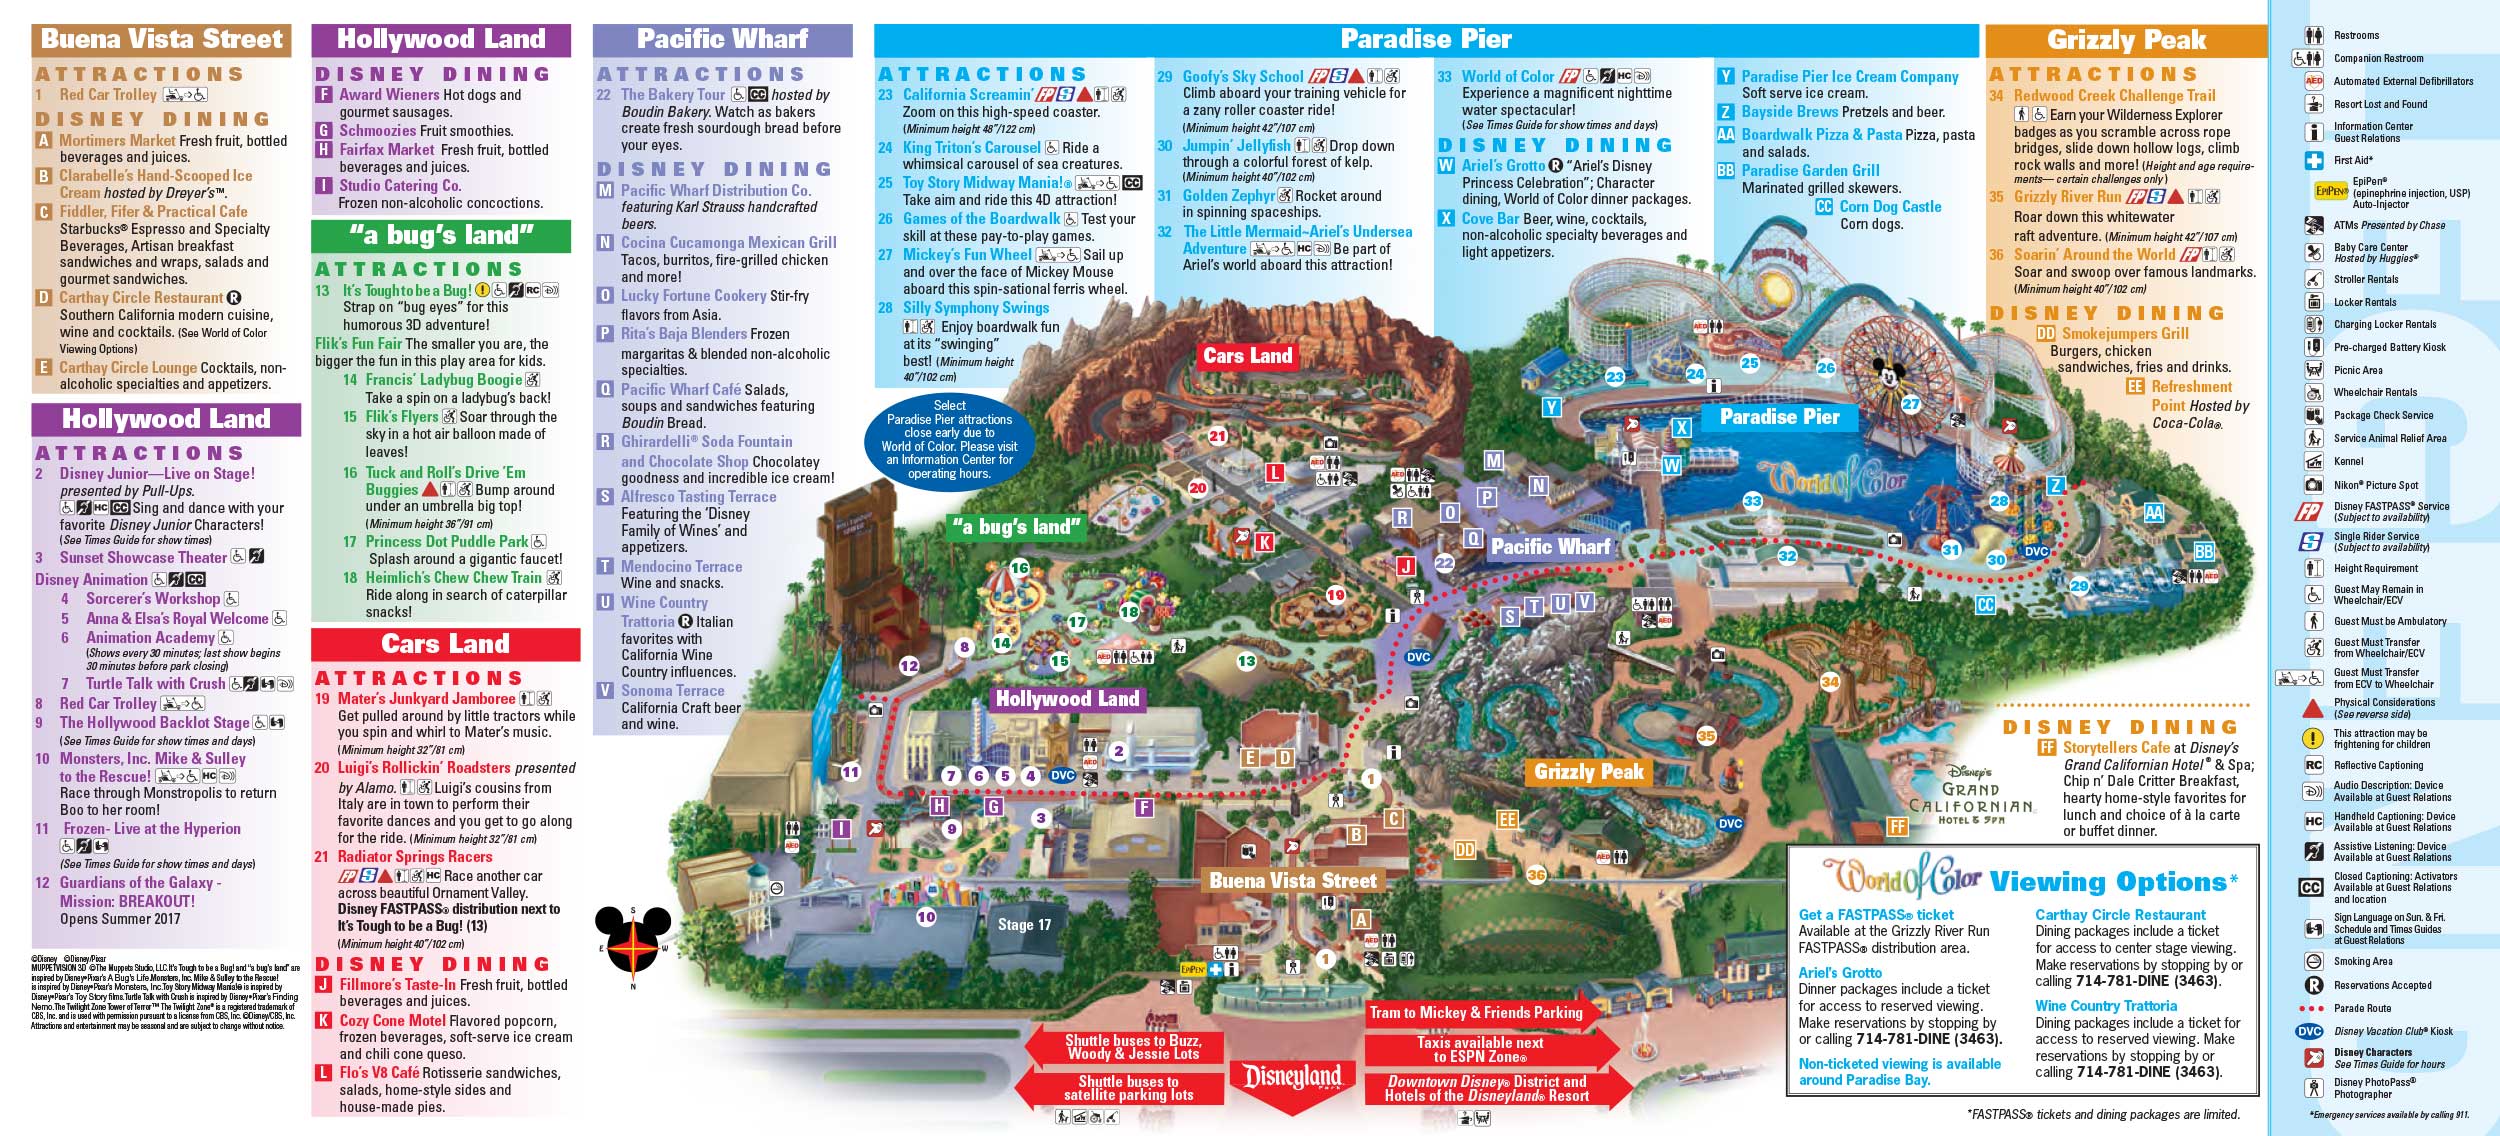 Buena Vista Street
ATTRACTIONS
1 Red Car Trolley
DISNEY DINING
A Mortimers Market Fresh fruit, bottled
beverages and juices.
B Clarabelle's Hand-Scooped Ice
Cream hosted by Dreyer's™.
C Fiddler, Fifer & Practical Cafe
Starbucks® Espresso and Specialty
Beverages, Artisan breakfast
sandwiches and wraps, salads and
gourmet sandwiches.
D Carthay Circle Restaurant R
Southern California modern cuisine,
wine and cocktails. (See World of Color
Viewing Options)
E Carthay Circle Lounge Cocktails, non-
alcoholic specialties and appetizers.
Hollywood Land
ATTRACTIONS
2 Disney Junior—Live on Stage!
presented by Pull-Ups.
HC CC Sing and dance with your
favorite Disney Junior Characters!
(See Times Guide for show times)
3 Sunset Showcase Theater
Disney Animation CC
4 Sorcerer's Workshop
5 Anna & Elsa's Royal Welcome
6 Animation Academy
(Shows every 30 minutes; last show begins
30 minutes before park closing)
7 Turtle Talk with Crush
8 Red Car Trolley
9 The Hollywood Backlot Stage
(See Times Guide for show times and days)
10 Monsters, Inc. Mike & Sulley
to the Rescue! HC
Race through Monstropolis to return
Boo to her room!
11 Frozen- Live at the Hyperion
(See Times Guide for show times and days)
12 Guardians of the Galaxy -
Mission: BREAKOUT!
Opens Summer 2017
©Disney ©Disney/Pixar
MUPPETVISION 3D ©The Muppets Studio, LLC. It's Tough to be a Bug! and "a bug's land" are
inspired by Disney•Pixar's A Bug's Life. Monsters, Inc. Mike & Sulley to the Rescue!
is inspired by Disney•Pixar's Monsters, Inc. Toy Story Midway Mania!® is inspired by
Disney•Pixar's Toy Story films. Turtle Talk with Crush is inspired by Disney•Pixar's Finding
Nemo. The Twilight Zone Tower of Terror™ The Twilight Zone® is a registered trademark of
CBS, Inc. and is used with permission pursuant to a license from CBS, Inc. ©Disney/CBS, Inc.
Attractions and entertainment may be seasonal and are subject to change without notice.
Hollywood Land
DISNEY DINING
F Award Wieners Hot dogs and
gourmet sausages.
G Schmoozies Fruit smoothies.
H Fairfax Market Fresh fruit, bottled
beverages and juices.
I Studio Catering Co.
Frozen non-alcoholic concoctions.
"a bug's land"
ATTRACTIONS
13 It's Tough to be a Bug! RC
Strap on "bug eyes" for this
humorous 3D adventure!
Flik's Fun Fair The smaller you are, the
bigger the fun in this play area for kids.
14 Francis' Ladybug Boogie
Take a spin on a ladybug's back!
15 Flik's Flyers Soar through the
sky in a hot air balloon made of
leaves!
16 Tuck and Roll's Drive 'Em
Buggies Bump around
under an umbrella big top!
(Minimum height 36"/91 cm)
17 Princess Dot Puddle Park
Splash around a gigantic faucet!
18 Heimlich's Chew Chew Train
Ride along in search of caterpillar
snacks!
Cars Land
ATTRACTIONS
19 Mater's Junkyard Jamboree
Get pulled around by little tractors while
you spin and whirl to Mater's music.
(Minimum height 32"/81 cm)
20 Luigi's Rollickin' Roadsters presented
by Alamo. Luigi's cousins from
Italy are in town to perform their
favorite dances and you get to go along
for the ride. (Minimum height 32"/81 cm)
21 Radiator Springs Racers
FP S HC Race another car
across beautiful Ornament Valley.
Disney FASTPASS® distribution next to
It's Tough to be a Bug! (13)
(Minimum height 40"/102 cm)
DISNEY DINING
J Fillmore's Taste-In Fresh fruit, bottled
beverages and juices.
K Cozy Cone Motel Flavored popcorn,
frozen beverages, soft-serve ice cream
and chili cone queso.
L Flo's V8 Café Rotisserie sandwiches,
salads, home-style sides and
house-made pies.
Pacific Wharf
ATTRACTIONS
22 The Bakery Tour CC hosted by
Boudin Bakery. Watch as bakers
create fresh sourdough bread before
your eyes.
DISNEY DINING
M Pacific Wharf Distribution Co.
featuring Karl Strauss handcrafted
beers.
N Cocina Cucamonga Mexican Grill
Tacos, burritos, fire-grilled chicken
and more!
O Lucky Fortune Cookery Stir-fry
flavors from Asia.
P Rita's Baja Blenders Frozen
margaritas & blended non-alcoholic
specialties.
Q Pacific Wharf Café Salads,
soups and sandwiches featuring
Boudin Bread.
R Ghirardelli® Soda Fountain
and Chocolate Shop Chocolatey
goodness and incredible ice cream!
S Alfresco Tasting Terrace
Featuring the 'Disney
Family of Wines' and
appetizers.
T Mendocino Terrace
Wine and snacks.
U Wine Country
Trattoria R Italian
favorites with
California Wine
Country influences.
V Sonoma Terrace
California Craft beer
and wine.
Paradise Pier
ATTRACTIONS
23 California Screamin' FP S
Zoom on this high-speed coaster.
(Minimum height 48"/122 cm)
24 King Triton's Carousel Ride a
whimsical carousel of sea creatures.
25 Toy Story Midway Mania!® CC
Take aim and ride this 4D attraction!
26 Games of the Boardwalk Test your
skill at these pay-to-play games.
27 Mickey's Fun Wheel Sail up
and over the face of Mickey Mouse
aboard this spin-sational ferris wheel.
28 Silly Symphony Swings
Enjoy boardwalk fun
at its "swinging"
best! (Minimum height
40"/102 cm)
Select
Paradise Pier attractions
close early due to
World of Color. Please visit
an Information Center for
operating hours.
29 Goofy's Sky School FP S
Climb aboard your training vehicle for
a zany roller coaster ride!
(Minimum height 42"/107 cm)
30 Jumpin' Jellyfish Drop down
through a colorful forest of kelp.
(Minimum height 40"/102 cm)
31 Golden Zephyr Rocket around
in spinning spaceships.
32 The Little Mermaid~Ariel's Undersea
Adventure HC Be part of
Ariel's world aboard this attraction!
33 World of Color FP HC
Experience a magnificent nighttime
water spectacular!
(See Times Guide for show times and days)
DISNEY DINING
W Ariel's Grotto R "Ariel's Disney
Princess Celebration"; Character
dining, World of Color dinner packages.
X Cove Bar Beer, wine, cocktails,
non-alcoholic specialty beverages and
light appetizers.
Y Paradise Pier Ice Cream Company
Soft serve ice cream.
Z Bayside Brews Pretzels and beer.
AA Boardwalk Pizza & Pasta Pizza, pasta
and salads.
BB Paradise Garden Grill
Marinated grilled skewers.
CC Corn Dog Castle
Corn dogs.
Grizzly Peak
ATTRACTIONS
34 Redwood Creek Challenge Trail
Earn your Wilderness Explorer
badges as you scramble across rope
bridges, slide down hollow logs, climb
rock walls and more! (Height and age require-
ments— certain challenges only)
35 Grizzly River Run FP S
Roar down this whitewater
raft adventure. (Minimum height 42"/107 cm)
36 Soarin' Around the World FP
Soar and swoop over famous landmarks.
(Minimum height 40"/102 cm)
DISNEY DINING
DD Smokejumpers Grill
Burgers, chicken
sandwiches, fries and drinks.
EE Refreshment
Point Hosted by
Coca-Cola®.
DISNEY DINING
FF Storytellers Cafe at Disney's
Grand Californian Hotel® & Spa;
Chip n' Dale Critter Breakfast,
hearty home-style favorites for
lunch and choice of à la carte
or buffet dinner.
Disney's
GRAND
CALIFORNIAN
HOTEL & SPA
Cars Land
Paradise Pier
PARADISE PIER
World Of Color
"a bug's land"
Pacific Wharf
Hollywood Land
Grizzly Peak
Buena Vista Street
Stage 17
S
E W
N
Shuttle buses to Buzz,
Woody & Jessie Lots
Shuttle buses to
satellite parking lots
Disneyland
Park
Tram to Mickey & Friends Parking
Taxis available next
to ESPN Zone®
Downtown Disney® District and
Hotels of the Disneyland® Resort
World Of Color Viewing Options*
Get a FASTPASS® ticket
Available at the Grizzly River Run
FASTPASS® distribution area.
Ariel's Grotto
Dinner packages include a ticket
for access to reserved viewing.
Make reservations by stopping by
or calling 714-781-DINE (3463).
Non-ticketed viewing is available
around Paradise Bay.
Carthay Circle Restaurant
Dining packages include a ticket
for access to center stage viewing.
Make reservations by stopping by or
calling 714-781-DINE (3463).
Wine Country Trattoria
Dining packages include a ticket for
access to reserved viewing. Make
reservations by stopping by or
calling 714-781-DINE (3463).
*FASTPASS® tickets and dining packages are limited.
Restrooms
Companion Restroom
AED Automated External Defibrillators
Resort Lost and Found
Information Center
Guest Relations
First Aid*
EPIPEN® EpiPen®
(epinephrine injection, USP)
Auto-Injector
ATMs Presented by Chase
Baby Care Center
Hosted by Huggies®
Stroller Rentals
Locker Rentals
Charging Locker Rentals
Pre-charged Battery Kiosk
Picnic Area
Wheelchair Rentals
Package Check Service
Service Animal Relief Area
Kennel
Nikon® Picture Spot
FP Disney FASTPASS® Service
(Subject to availability)
S Single Rider Service
(Subject to availability)
Height Requirement
Guest May Remain in
Wheelchair/ECV
Guest Must be Ambulatory
Guest Must Transfer
from Wheelchair/ECV
Guest Must Transfer
from ECV to Wheelchair
Physical Considerations
(See reverse side)
This attraction may be
frightening for children
RC Reflective Captioning
Audio Description: Device
Available at Guest Relations
HC Handheld Captioning: Device
Available at Guest Relations
Assistive Listening: Device
Available at Guest Relations
CC Closed Captioning: Activators
Available at Guest Relations
and location
Sign Language on Sun. & Fri.
Schedule and Times Guides
at Guest Relations
Smoking Area
R Reservations Accepted
Parade Route
DVC Disney Vacation Club® Kiosk
Disney Characters
See Times Guide for hours
Disney PhotoPass®
Photographer
*Emergency services available by calling 911.